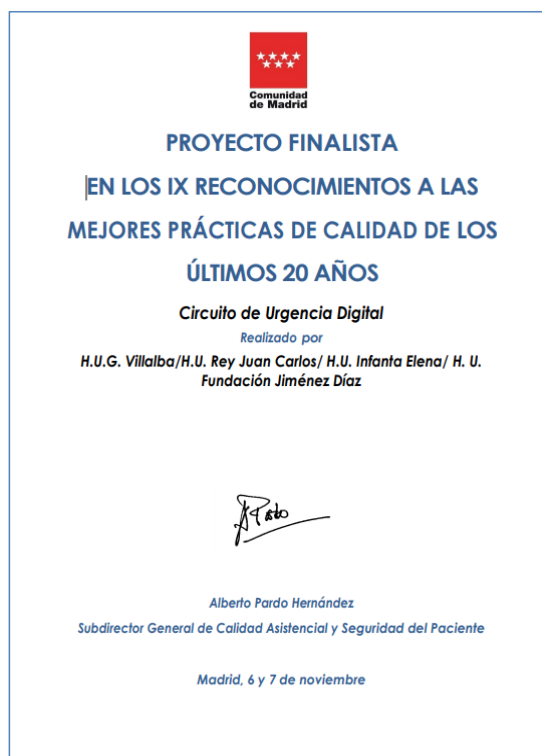 Comunidad
de Madrid
PROYECTO FINALISTA
EN LOS IX RECONOCIMIENTOS A LAS
MEJORES PRÁCTICAS DE CALIDAD DE LOS
ÚLTIMOS 20 AÑOS
Circuito de Urgencia Digital
Realizado por
H.U.G. Villalba/H.U. Rey Juan Carlos/ H.U. Infanta Elena/ H. U.
Fundación Jiménez Díaz
APardo
Alberto Pardo Hernández
Subdirector General de Calidad Asistencial y Seguridad del Paciente
Madrid, 6 y 7 de noviembre